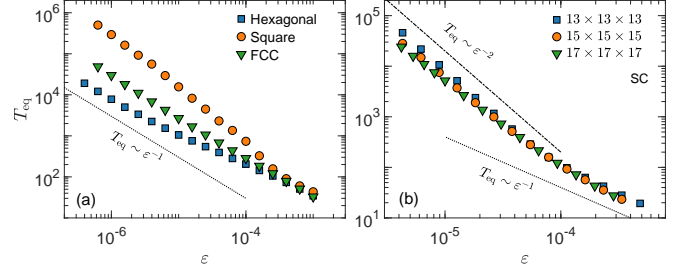 10^6
10^4
10^2
T_eq
Hexagonal
Square
FCC
T_eq ∼ ε^-1
(a)
10^-6
10^-4
ε
10^5
10^3
10^1
T_eq ∼ ε^-2
13 × 13 × 13
15 × 15 × 15
17 × 17 × 17
SC
T_eq ∼ ε^-1
(b)
10^-5
10^-4
ε